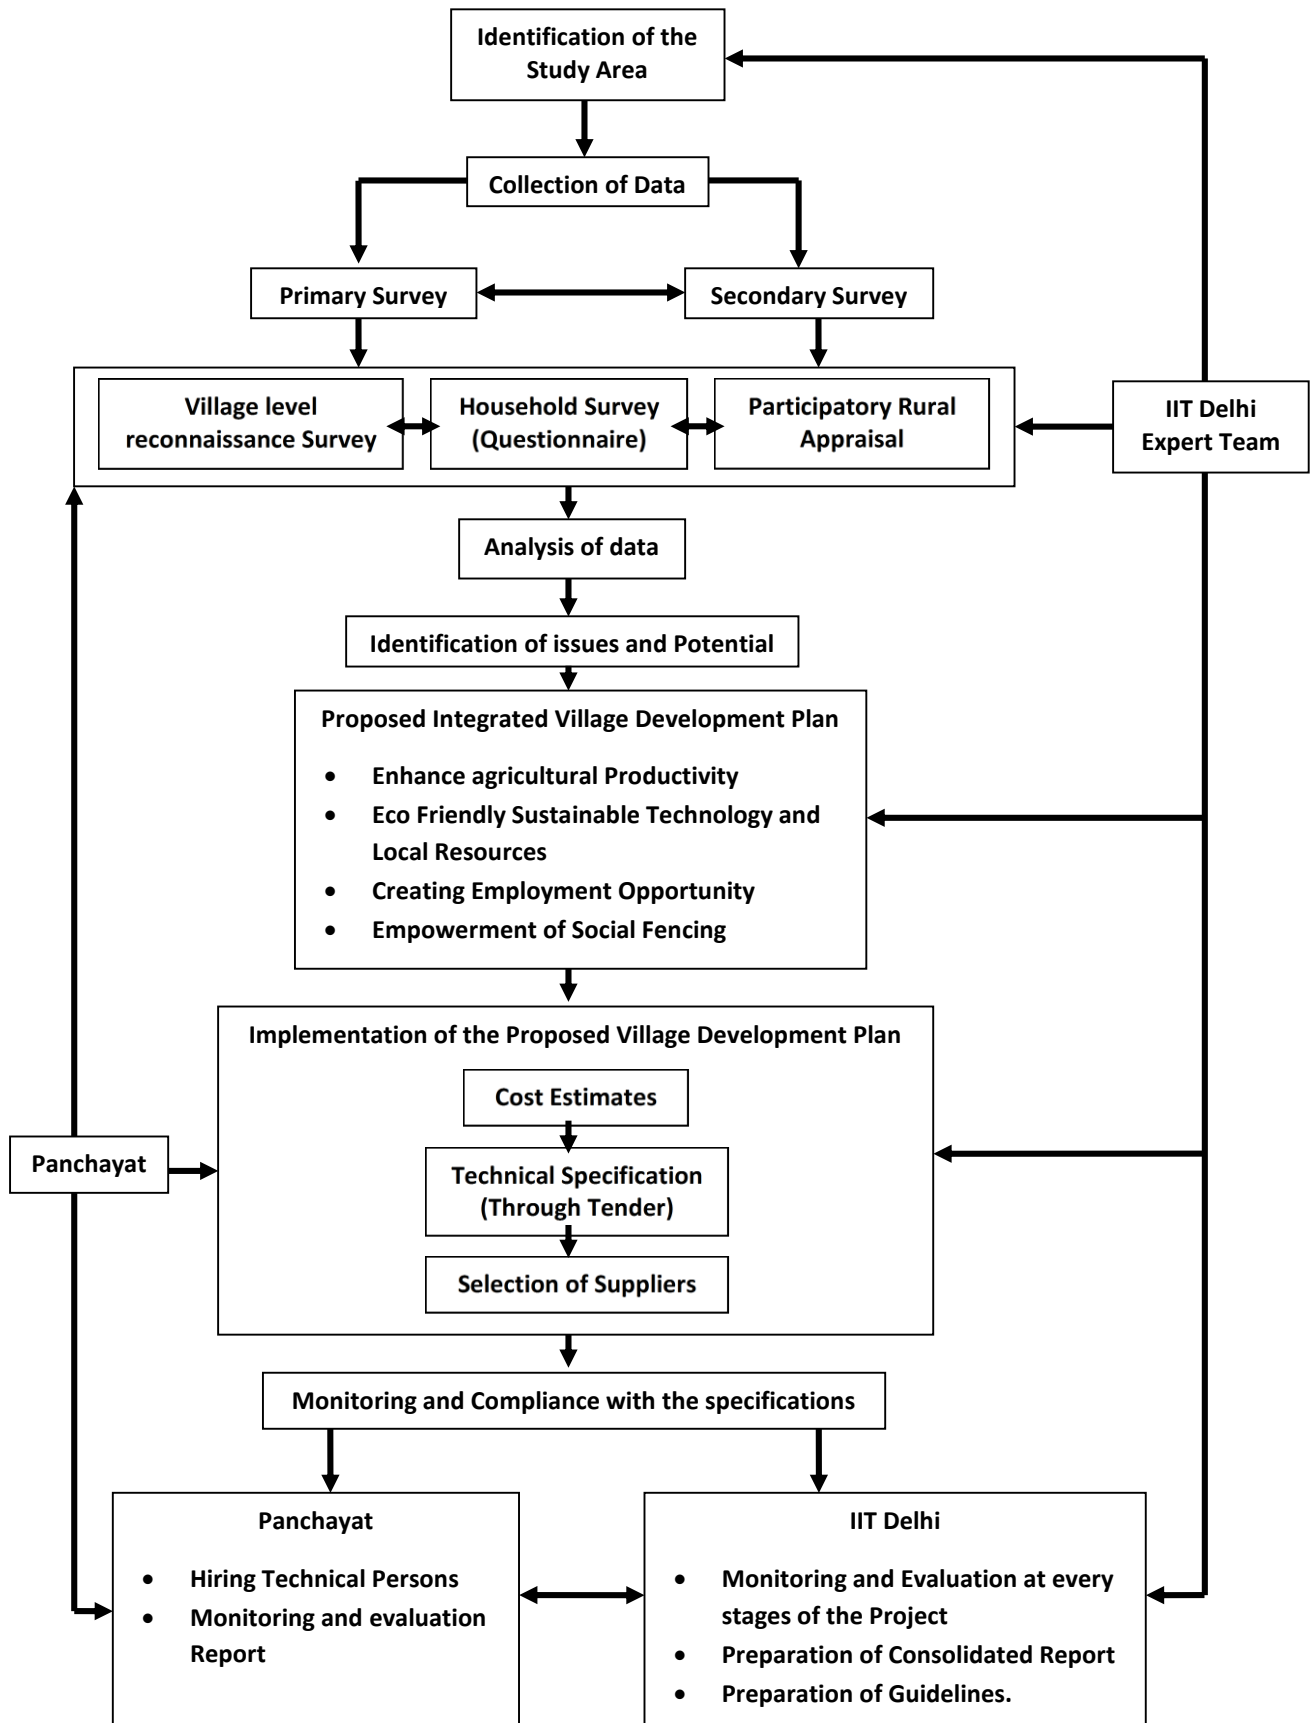 Identification of the
Study Area
Collection of Data
Primary Survey
Secondary Survey
Village level
reconnaissance Survey
Household Survey
(Questionnaire)
Participatory Rural
Appraisal
IIT Delhi
Expert Team
Analysis of data
Identification of issues and Potential
Proposed Integrated Village Development Plan
• Enhance agricultural Productivity
• Eco Friendly Sustainable Technology and
Local Resources
• Creating Employment Opportunity
• Empowerment of Social Fencing
Implementation of the Proposed Village Development Plan
Cost Estimates
Panchayat
Technical Specification
(Through Tender)
Selection of Suppliers
Monitoring and Compliance with the specifications
Panchayat
• Hiring Technical Persons
• Monitoring and evaluation
Report
IIT Delhi
• Monitoring and Evaluation at every
stages of the Project
• Preparation of Consolidated Report
• Preparation of Guidelines.